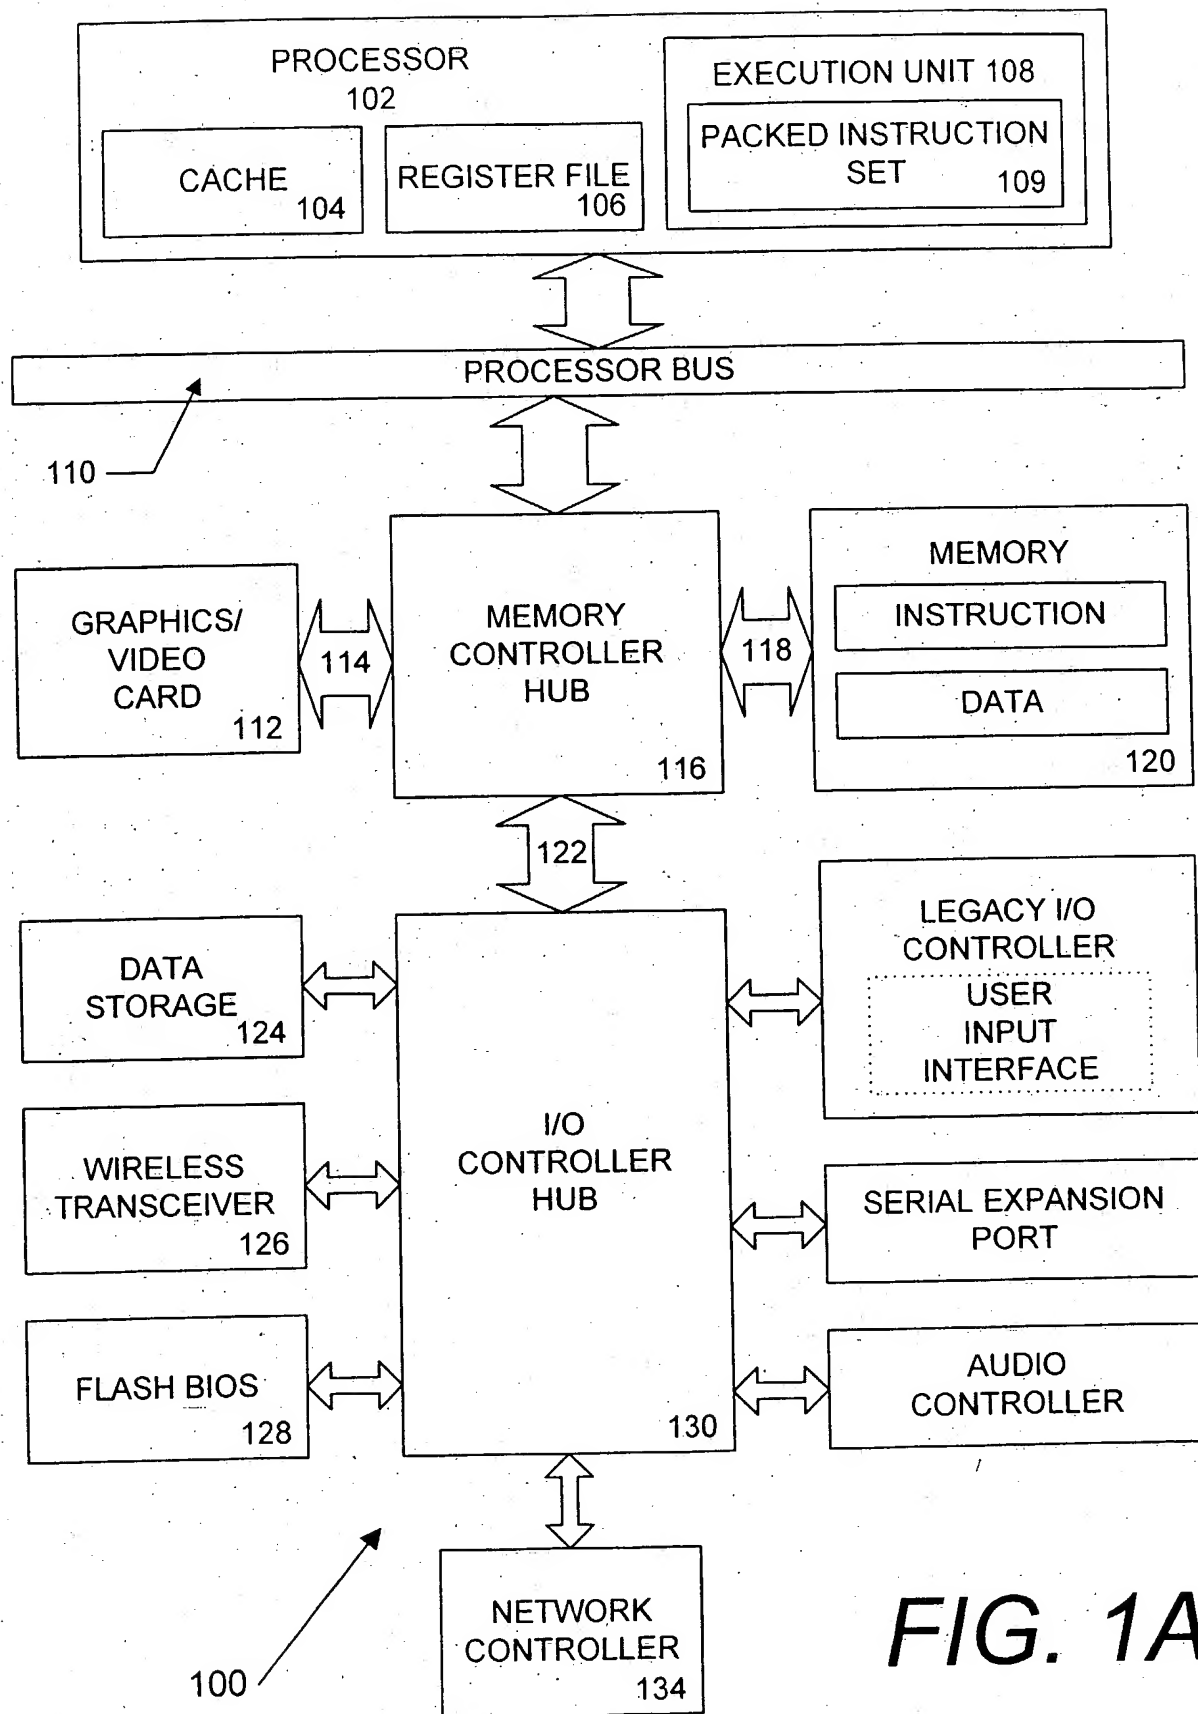 PROCESSOR
102
EXECUTION UNIT 108
PACKED INSTRUCTION
SET
109
CACHE
104
REGISTER FILE
106
PROCESSOR BUS
110
GRAPHICS/
VIDEO
CARD
112
114
MEMORY
CONTROLLER
HUB
116
118
MEMORY
INSTRUCTION
DATA
120
122
DATA
STORAGE
124
LEGACY I/O
CONTROLLER
USER
INPUT
INTERFACE
WIRELESS
TRANSCEIVER
126
I/O
CONTROLLER
HUB
130
SERIAL EXPANSION
PORT
FLASH BIOS
128
AUDIO
CONTROLLER
NETWORK
CONTROLLER
134
100
FIG. 1A